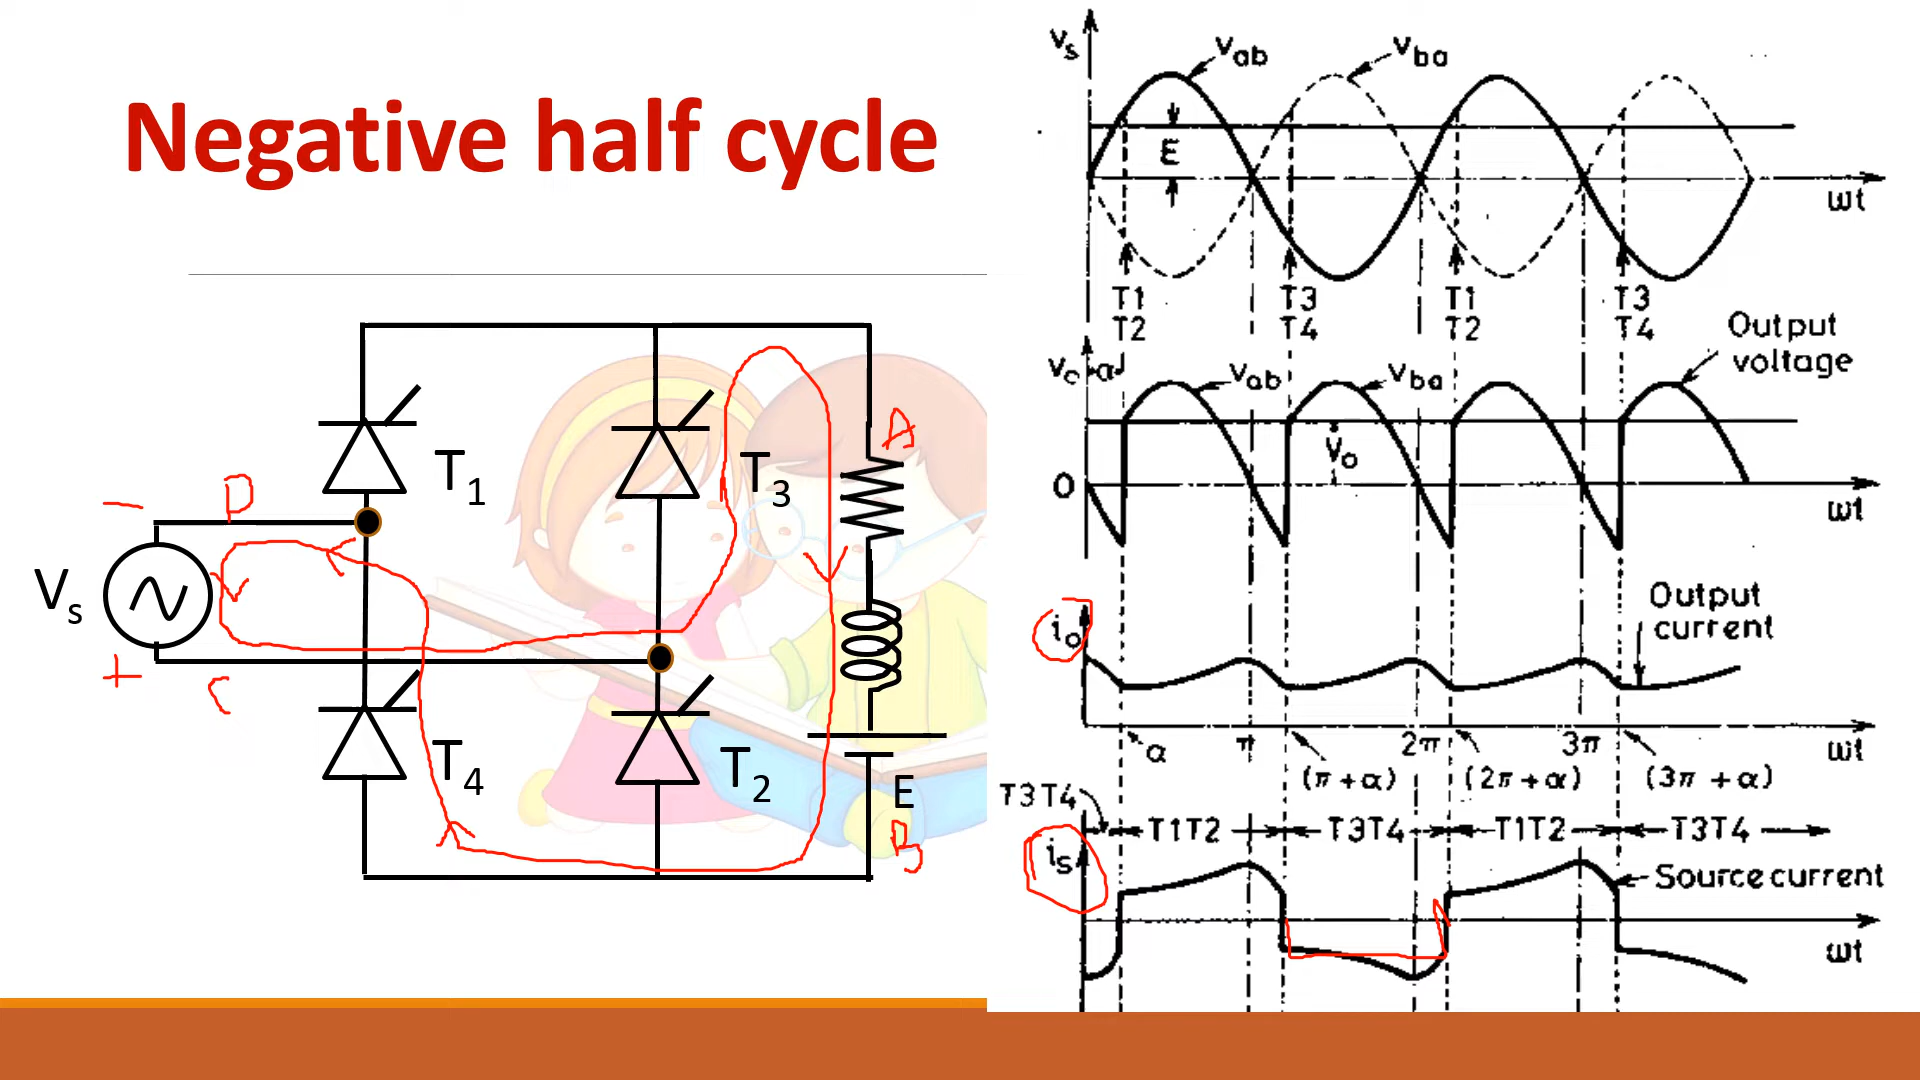 Negative half cycle
T1
T3
A
D
−
Vs
+
C
T4
T2
E
B
vs
vab
vba
E
ωt
T1
T2
T3
T4
T1
T2
T3
T4
vo
α
vab
vba
Output
voltage
Vo
0
ωt
io
Output
current
α
π
(π+α)
2π
(2π+α)
3π
(3π+α)
ωt
T3T4
T1T2
T3T4
T1T2
T3T4
is
Source current
ωt